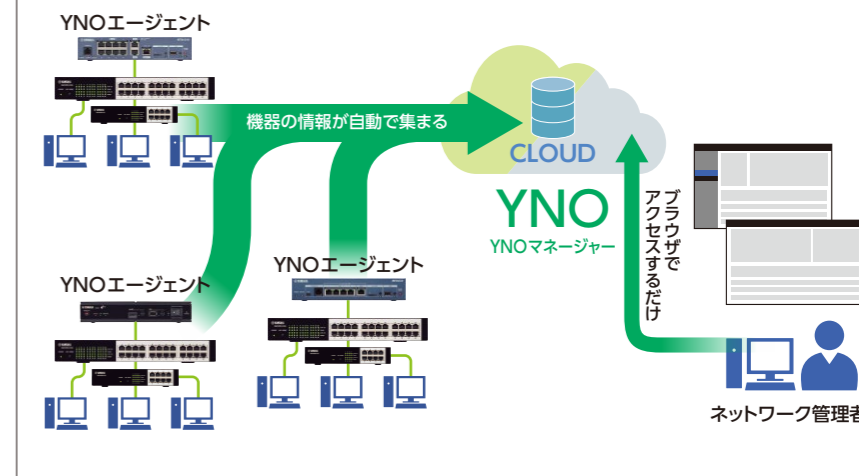 YNOエージェント
機器の情報が自動で集まる
CLOUD
YNO
YNOマネージャー
ブラウザで
アクセスするだけ
YNOエージェント
YNOエージェント
ネットワーク管理者